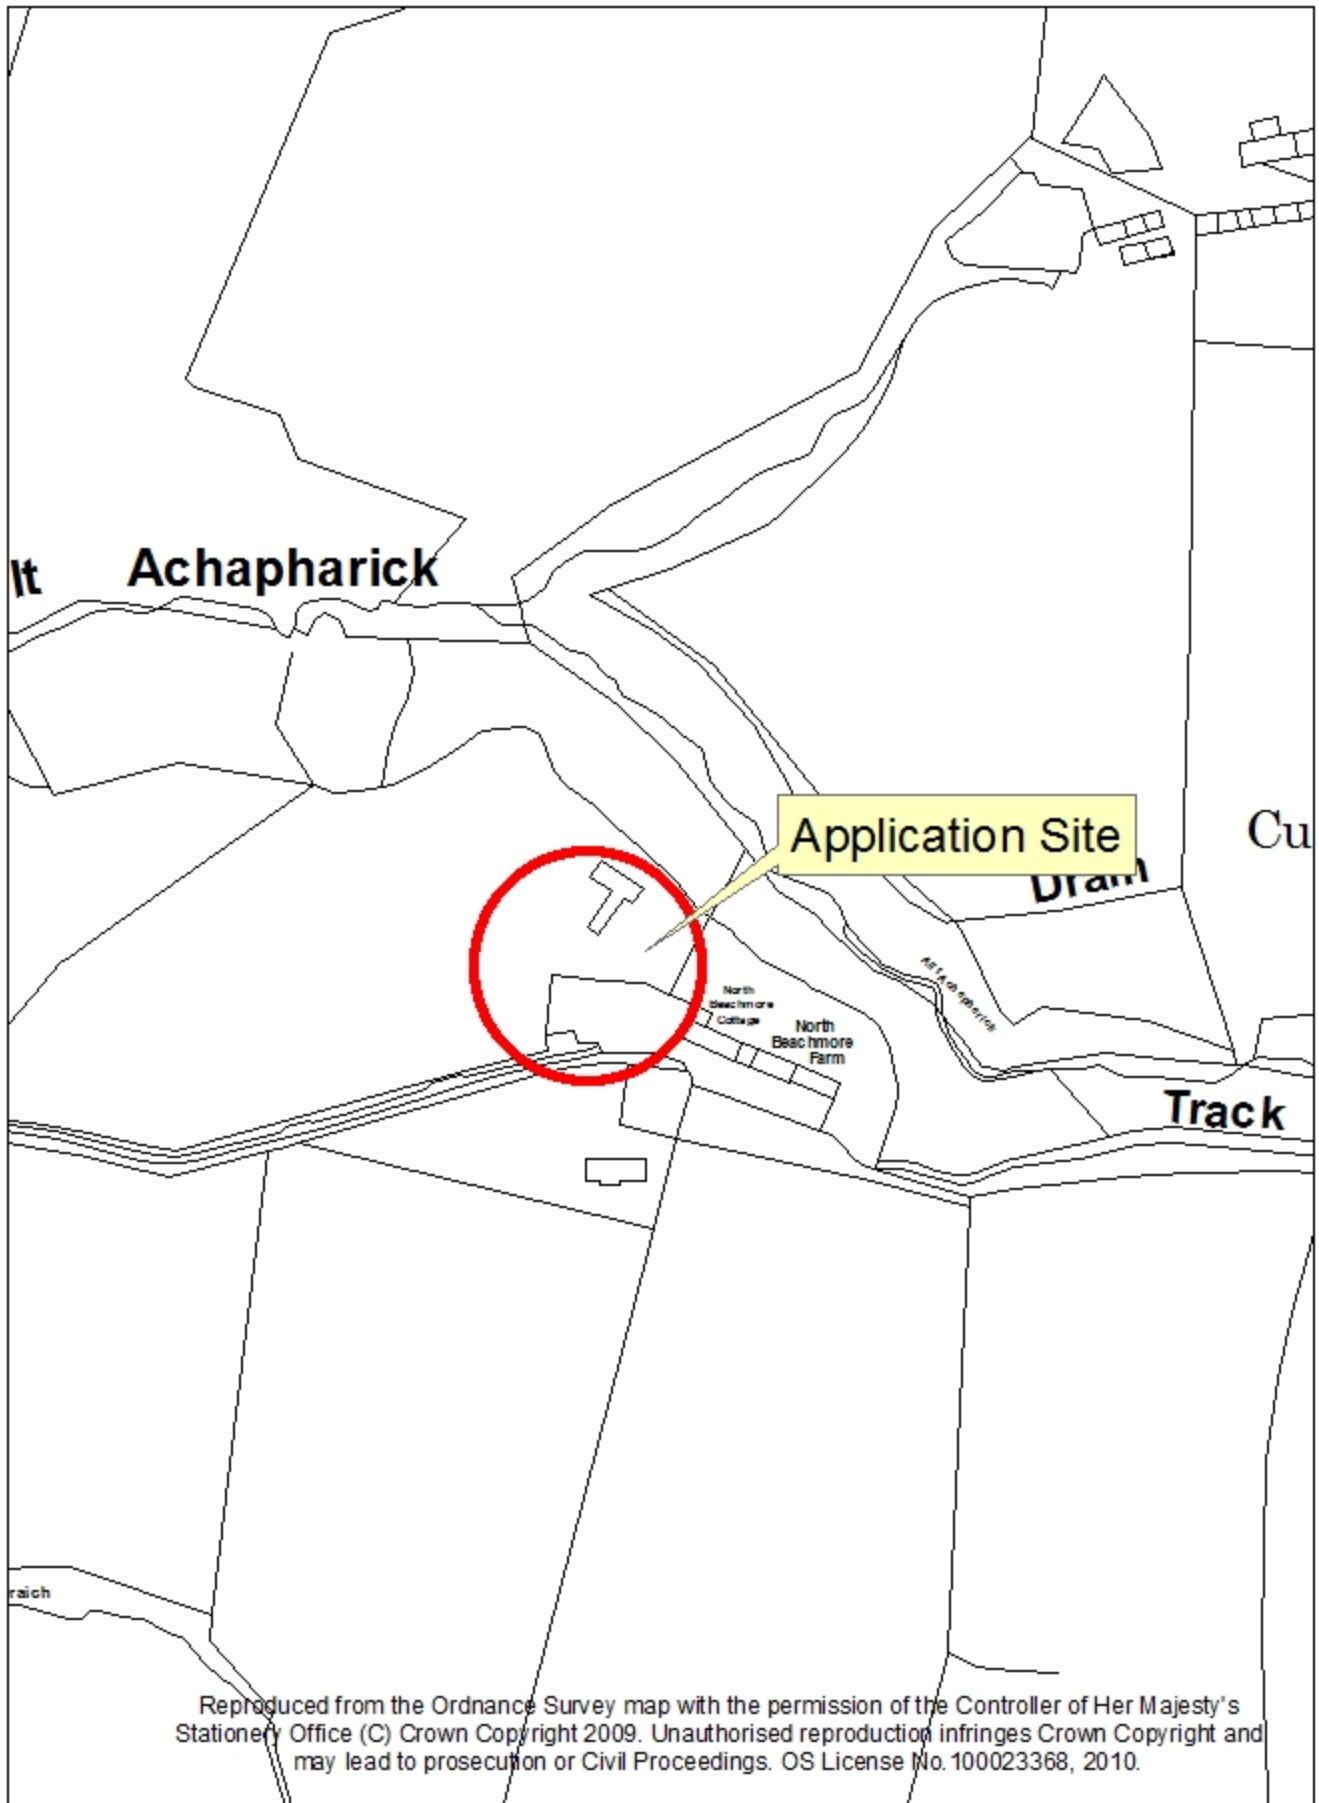 lt Achapharick
Application Site
Cu
Drain
North
Beachmore
Cottage
North
Beachmore
Farm
Track
raich
Reproduced from the Ordnance Survey map with the permission of the Controller of Her Majesty's
Stationery Office (C) Crown Copyright 2009. Unauthorised reproduction infringes Crown Copyright and
may lead to prosecution or Civil Proceedings. OS License No. 100023368, 2010.